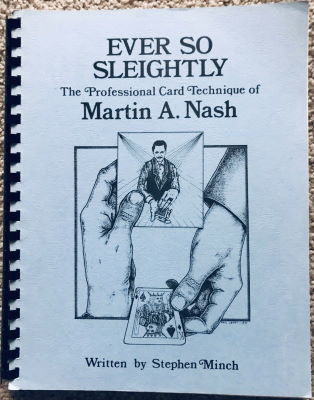 EVER SO
SLEIGHTLY
The Professional Card Technique of
Martin A. Nash
Written by Stephen Minch